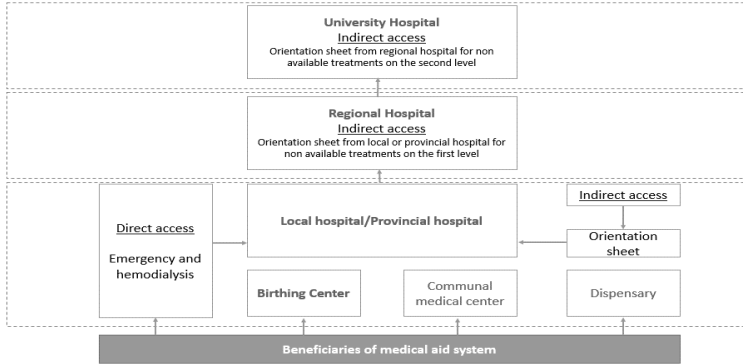 University Hospital
Indirect access
Orientation sheet from regional hospital for non
available treatments on the second level
Regional Hospital
Indirect access
Orientation sheet from local or provincial hospital for
non available treatments on the first level
Direct access
Emergency and
hemodialysis
Local hospital/Provincial hospital
Indirect access
Orientation
sheet
Birthing Center
Communal
medical center
Dispensary
Beneficiaries of medical aid system